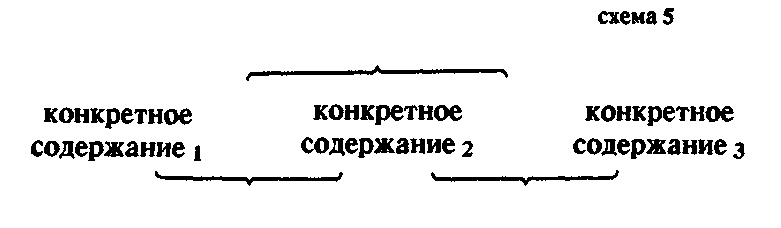 схема 5
конкретное конкретное конкретное
содержание 1 содержание 2 содержание 3